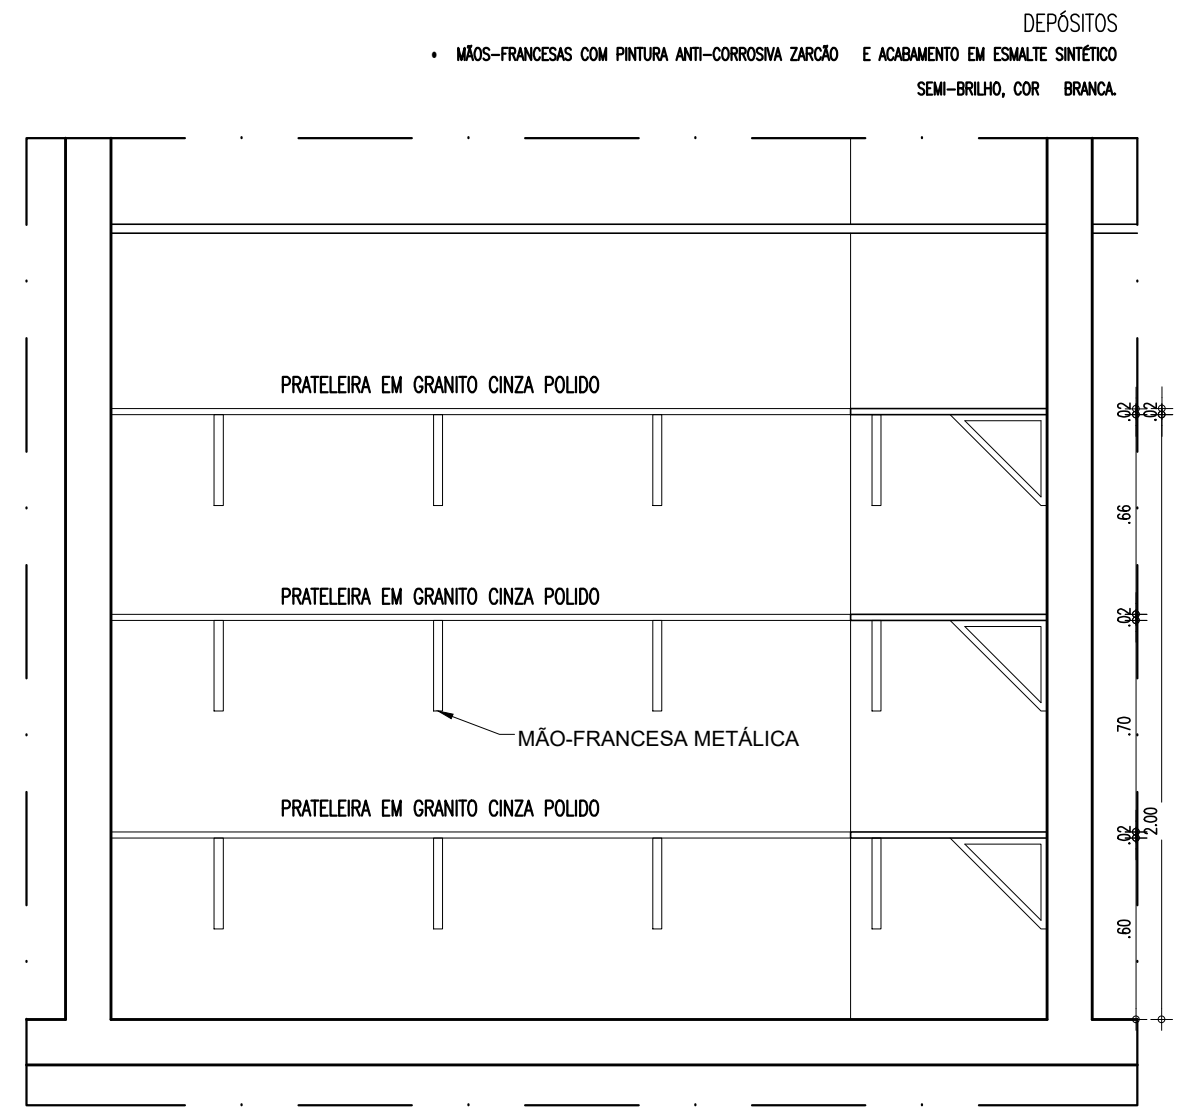 DEPÓSITOS
• MÃOS-FRANCESAS COM PINTURA ANTI-CORROSIVA ZARCÃO E ACABAMENTO EM ESMALTE SINTÉTICO
SEMI-BRILHO, COR BRANCA.
PRATELEIRA EM GRANITO CINZA POLIDO
.02
.02
.66
PRATELEIRA EM GRANITO CINZA POLIDO
.02
.70
MÃO-FRANCESA METÁLICA
PRATELEIRA EM GRANITO CINZA POLIDO
.02
2.00
.60